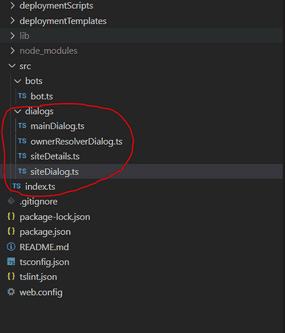 deploymentScripts
deploymentTemplates
lib
node_modules
src
bots
TS bot.ts
dialogs
TS mainDialog.ts
TS ownerResolverDialog.ts
TS siteDetails.ts
TS siteDialog.ts
TS index.ts
.gitignore
{} package-lock.json
{} package.json
README.md
tsconfig.json
{} tslint.json
web.config